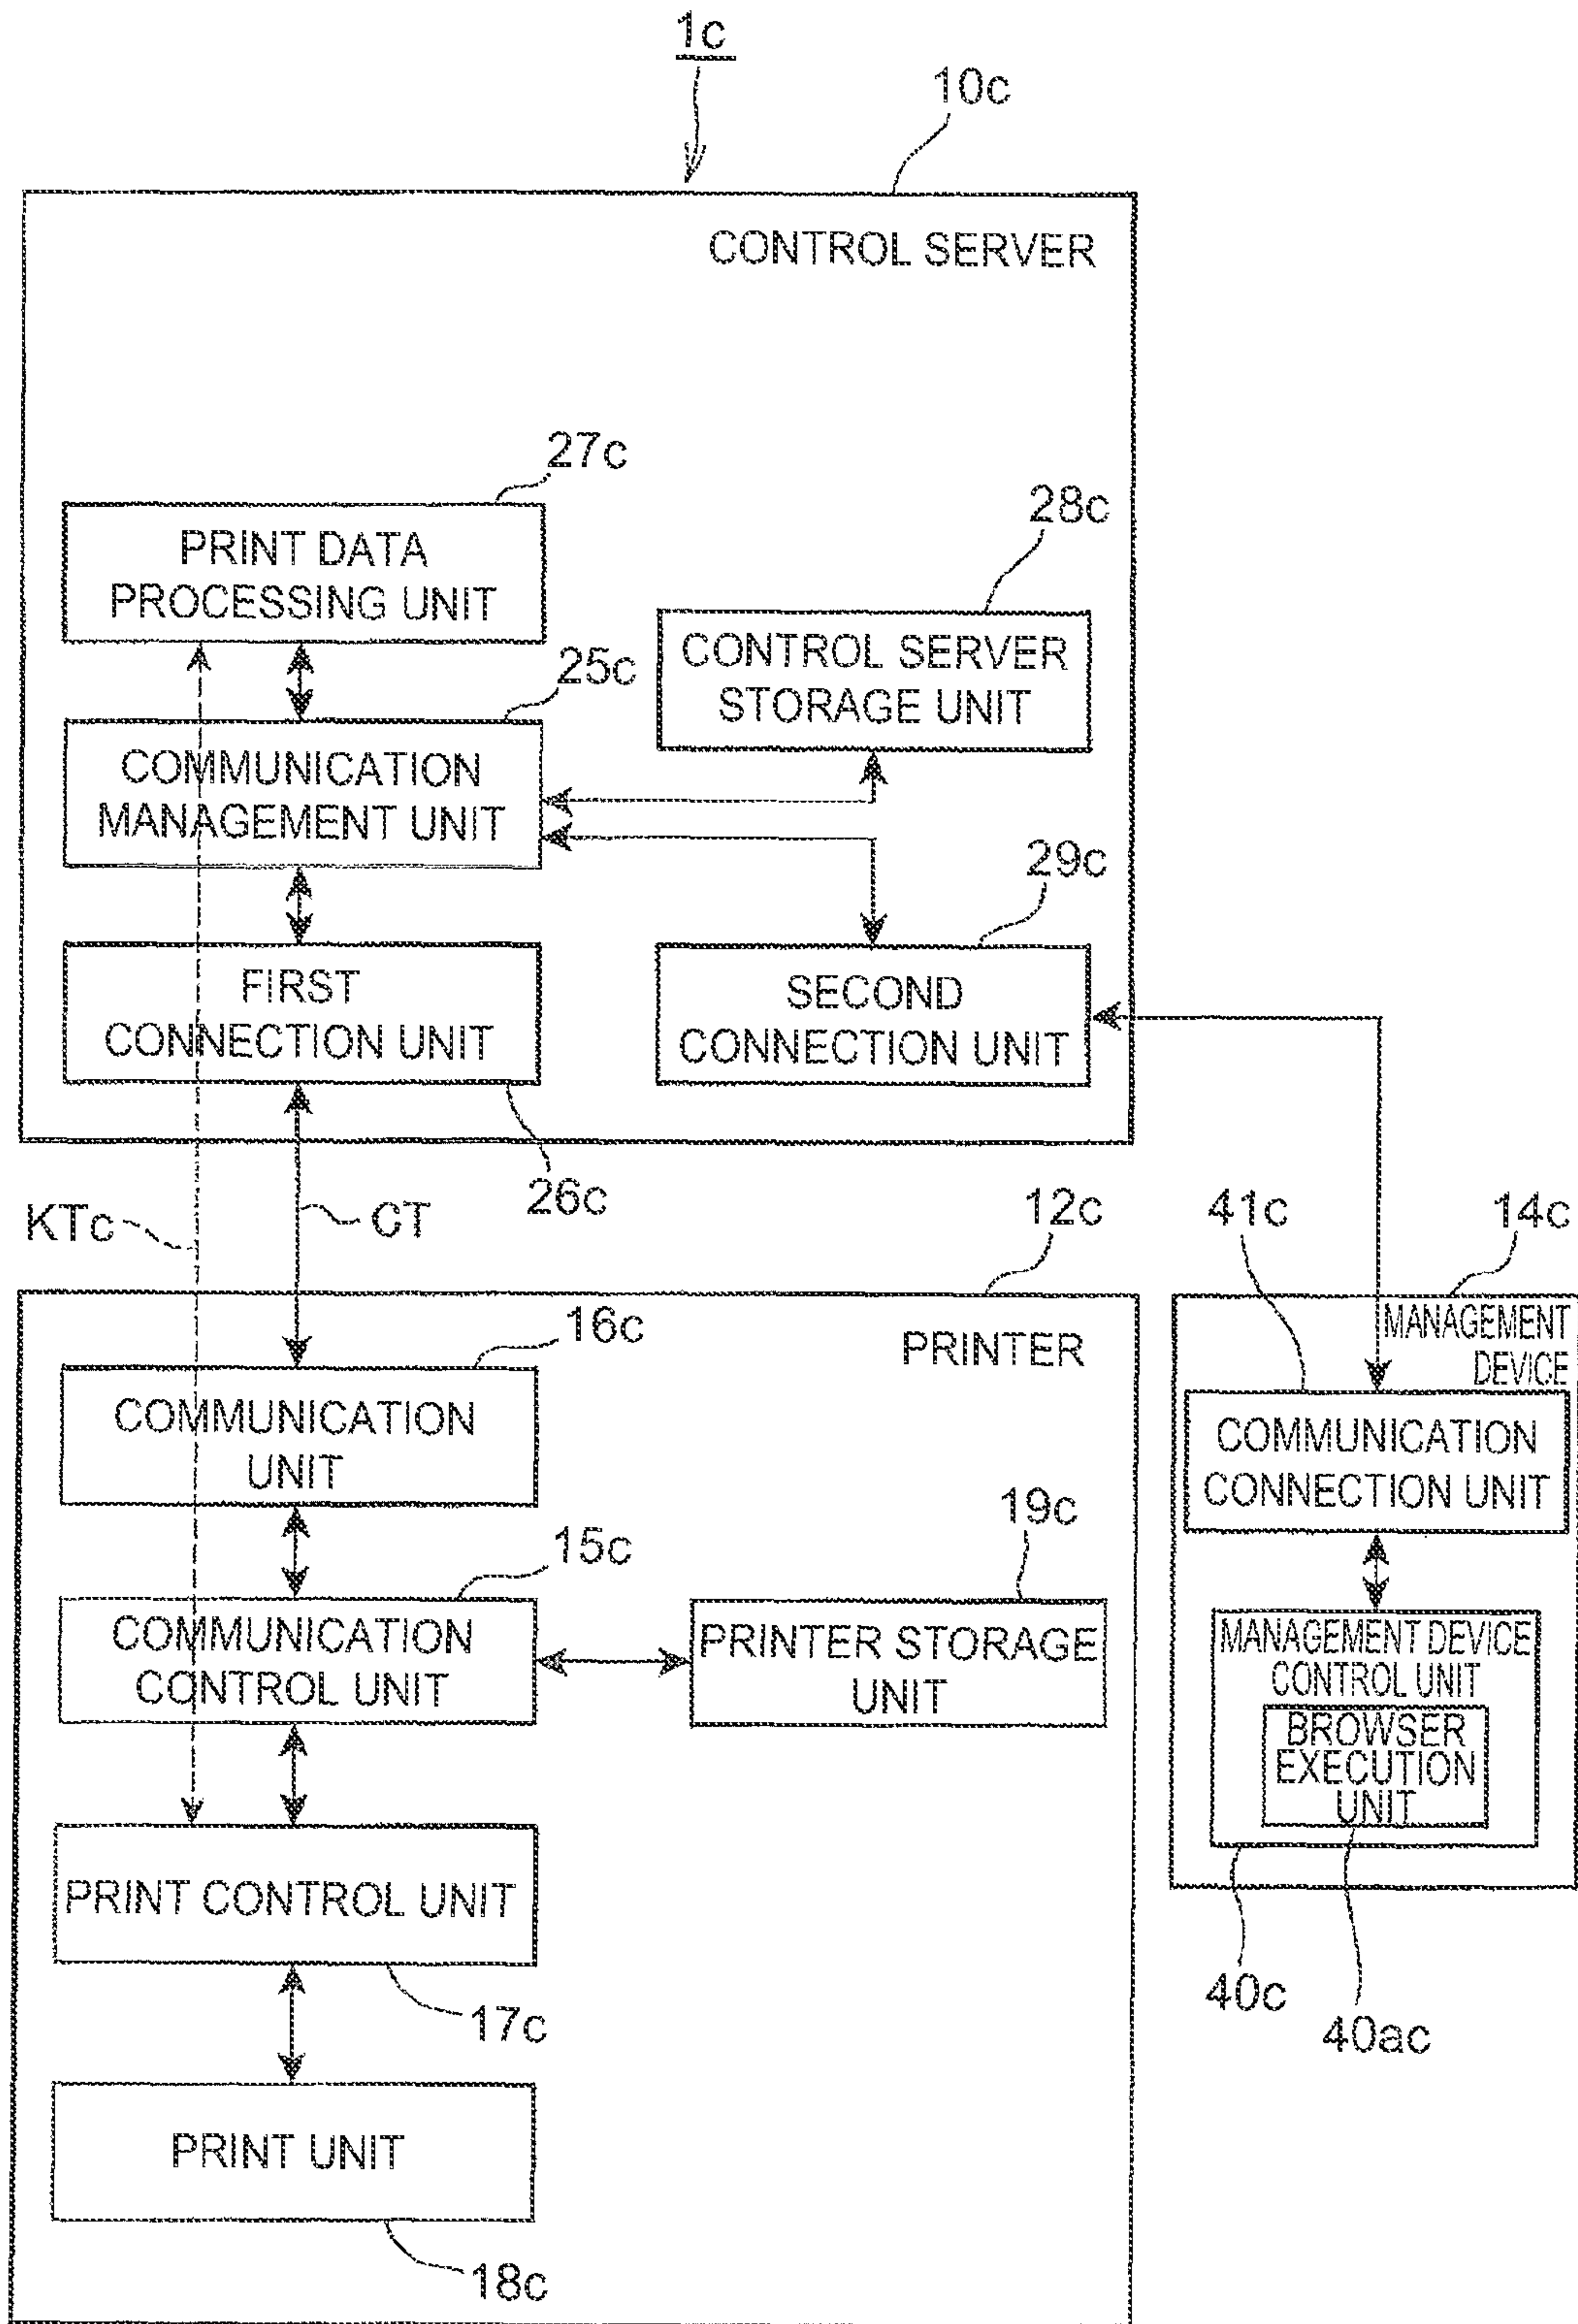 1c
10c
CONTROL SERVER
27c
PRINT DATA
PROCESSING UNIT
28c
CONTROL SERVER
STORAGE UNIT
25c
COMMUNICATION
MANAGEMENT UNIT
29c
FIRST
CONNECTION UNIT
SECOND
CONNECTION UNIT
26c
KTc
CT
12c
41c
14c
16c
PRINTER
MANAGEMENT
DEVICE
COMMUNICATION
UNIT
COMMUNICATION
CONNECTION UNIT
15c
19c
COMMUNICATION
CONTROL UNIT
PRINTER STORAGE
UNIT
MANAGEMENT DEVICE
CONTROL UNIT
BROWSER
EXECUTION
UNIT
PRINT CONTROL UNIT
17c
40c
40ac
PRINT UNIT
18c